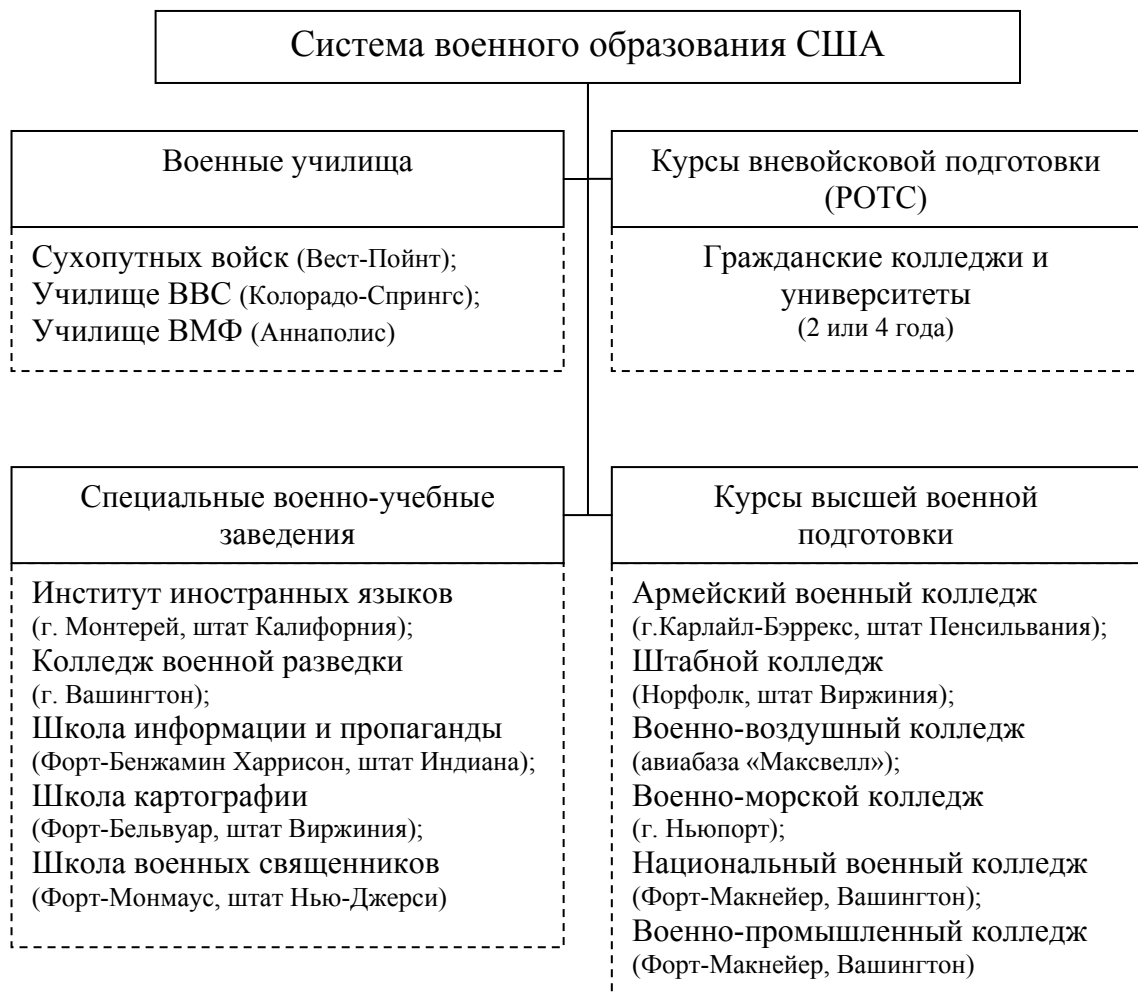 Система военного образования США
Военные училища
Сухопутных войск (Вест-Пойнт);
Училище ВВС (Колорадо-Спрингс);
Училище ВМФ (Аннаполис)
Курсы вневойсковой подготовки
(РОТС)
Гражданские колледжи и
университеты
(2 или 4 года)
Специальные военно-учебные
заведения
Институт иностранных языков
(г. Монтерей, штат Калифорния);
Колледж военной разведки
(г. Вашингтон);
Школа информации и пропаганды
(Форт-Бенжамин Харрисон, штат Индиана);
Школа картографии
(Форт-Бельвуар, штат Виржиния);
Школа военных священников
(Форт-Монмаус, штат Нью-Джерси)
Курсы высшей военной
подготовки
Армейский военный колледж
(г.Карлайл-Бэррекс, штат Пенсильвания);
Штабной колледж
(Норфолк, штат Виржиния);
Военно-воздушный колледж
(авиабаза «Максвелл»);
Военно-морской колледж
(г. Ньюпорт);
Национальный военный колледж
(Форт-Макнейер, Вашингтон);
Военно-промышленный колледж
(Форт-Макнейер, Вашингтон)